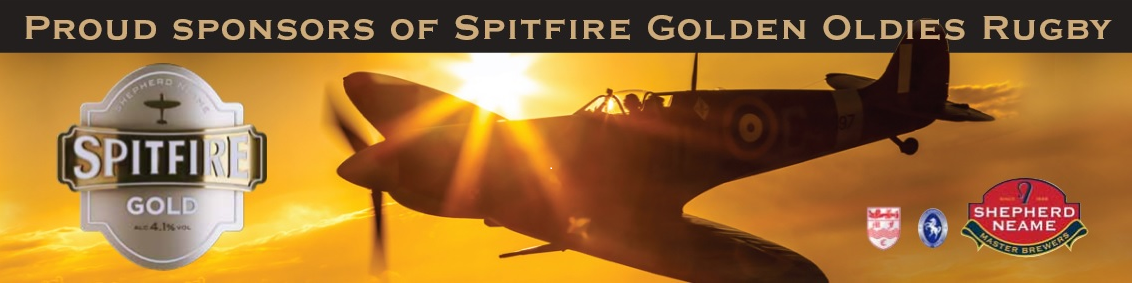 PROUD SPONSORS OF SPITFIRE GOLDEN OLDIES RUGBY
SHEPHERD NEAME
SPITFIRE
GOLD
ALC 4.1% VOL
97
SINCE 1698
SHEPHERD
NEAME
MASTER BREWERS